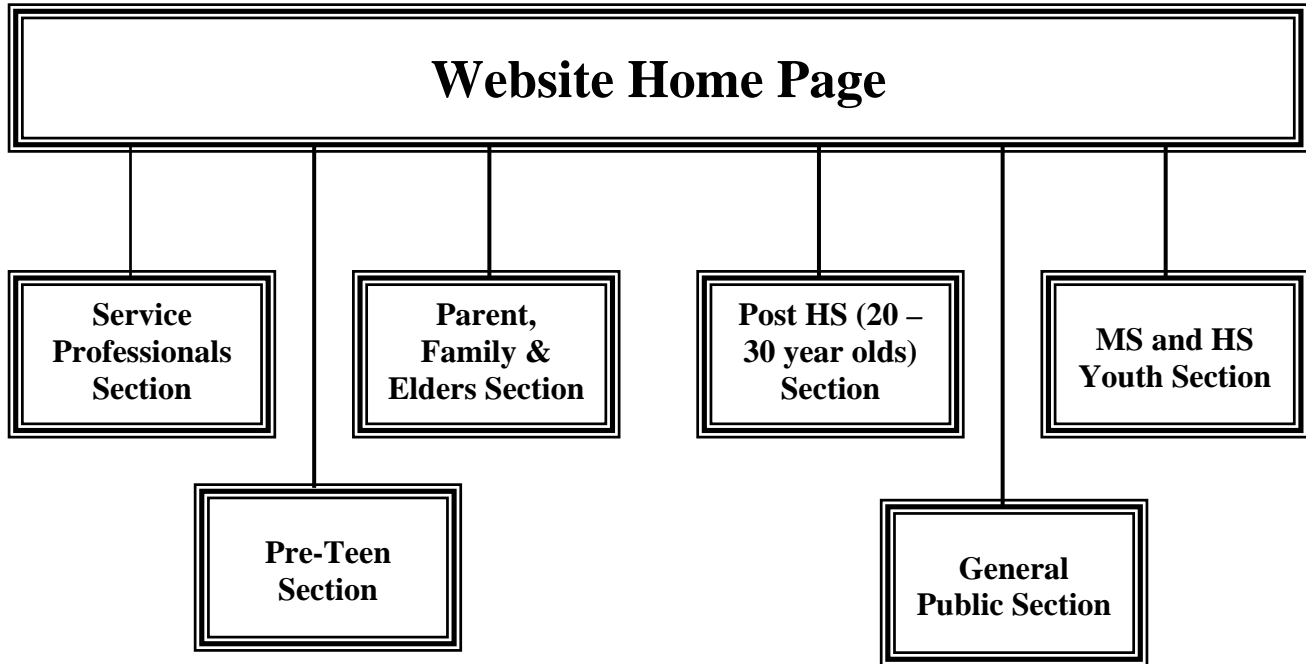 Website Home Page
Service
Professionals
Section
Parent,
Family &
Elders Section
Post HS (20 –
30 year olds)
Section
MS and HS
Youth Section
Pre-Teen
Section
General
Public Section